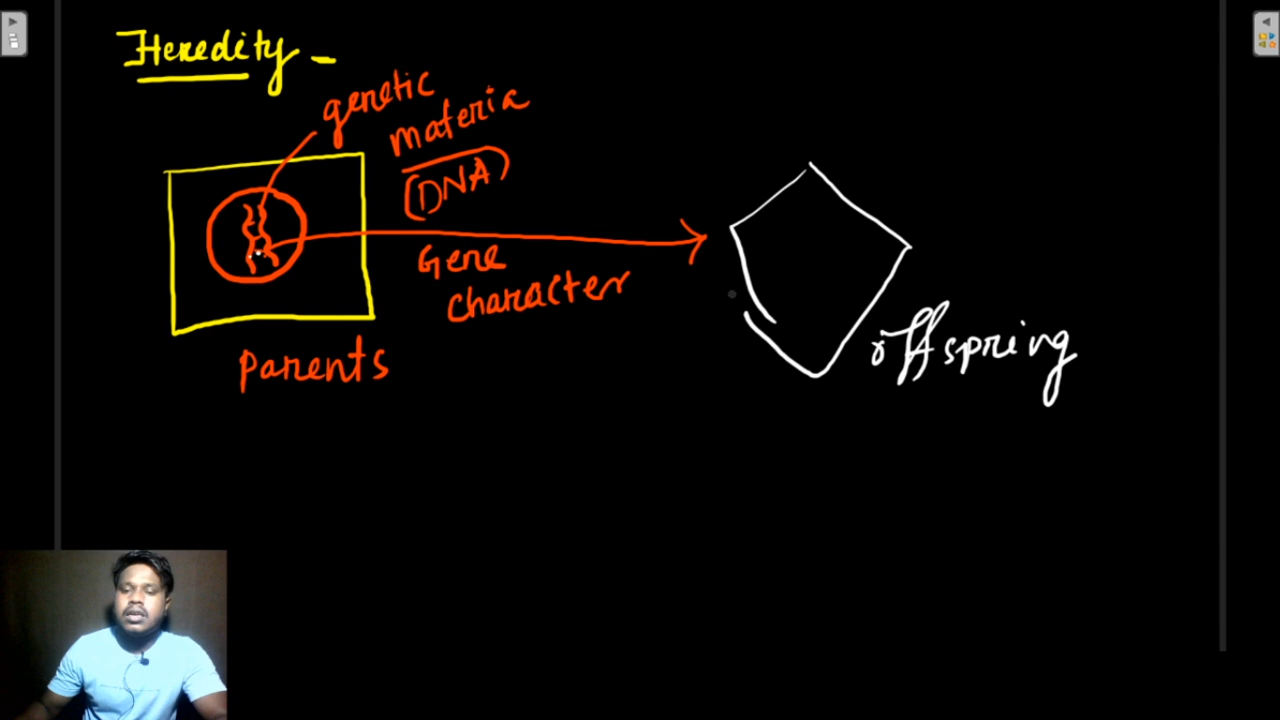 Heredity -
genetic
materia
(DNA)
Gene
character
parents
offspring